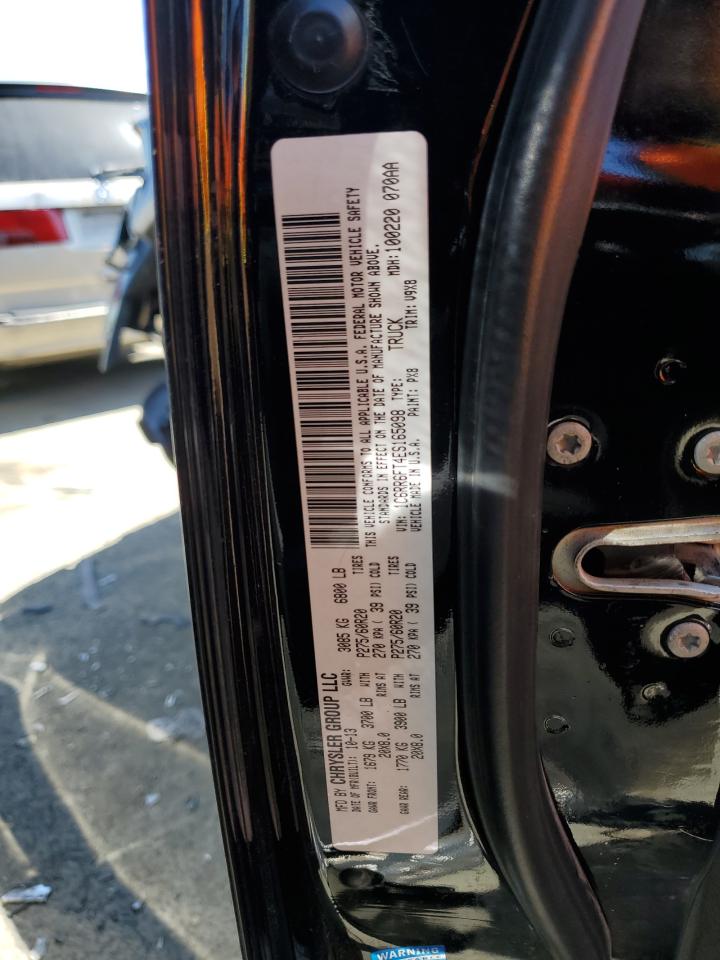 MFD BY CHRYSLER GROUP LLC
DATE OF MFR(BUILT): 10-13 GVWR: 3085 KG 6800 LB
GAWR FRONT: 1679 KG 3700 LB WITH P275/60R20 TIRES
20X8.0 RIMS AT 270 KPA ( 39 PSI) COLD
GAWR REAR: 1770 KG 3900 LB WITH P275/60R20 TIRES
20X8.0 RIMS AT 270 KPA ( 39 PSI) COLD
THIS VEHICLE CONFORMS TO ALL APPLICABLE U.S.A. FEDERAL MOTOR VEHICLE SAFETY
STANDARDS IN EFFECT ON THE DATE OF MANUFACTURE SHOWN ABOVE.
VIN: 1C6RR6FT4ES165098 TYPE: TRUCK MDH:100220 070AA
VEHICLE MADE IN U.S.A. PAINT: PX8 TRIM: V9X8
WARNING